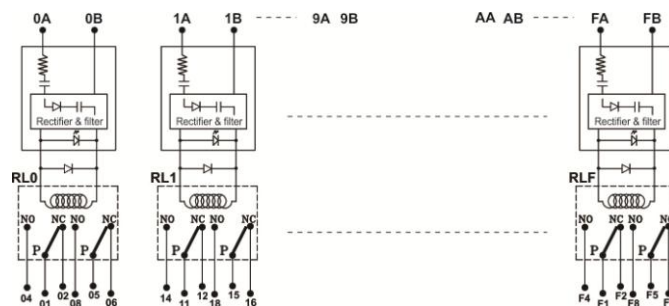 0A 0B 1A 1B 9A 9B AA AB FA FB
Rectifier & filter Rectifier & filter Rectifier & filter
RL0 RL1 RLF
NO NC NO NC NO NC NO NC NO NC NO
P P P P P P
04 01 02 08 05 06 14 11 12 18 15 16 F4 F1 F2 F8 F5